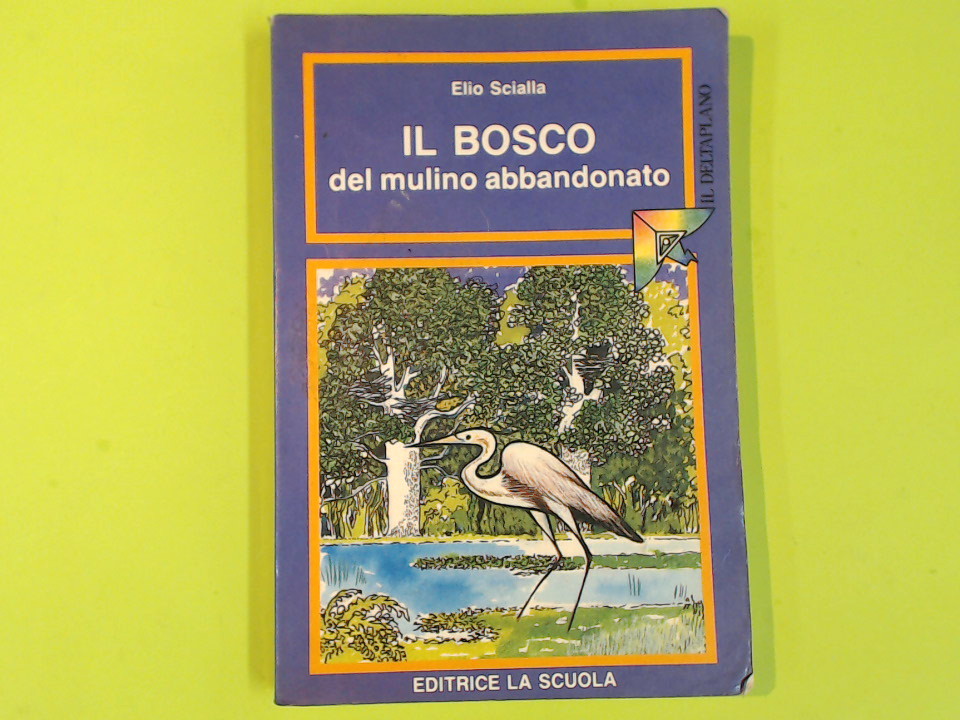 Elio Scialla
IL BOSCO
del mulino abbandonato
IL DELTAPLANO
EDITRICE LA SCUOLA